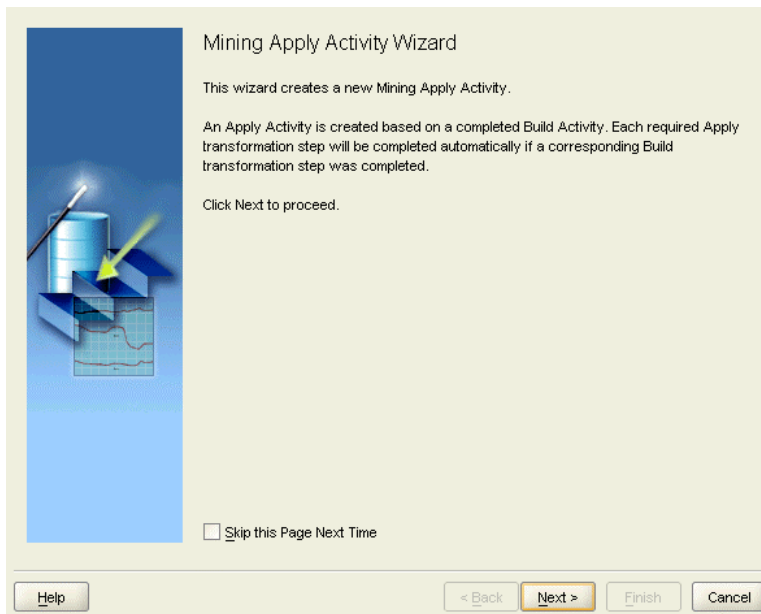 Mining Apply Activity Wizard
This wizard creates a new Mining Apply Activity.
An Apply Activity is created based on a completed Build Activity. Each required Apply
transformation step will be completed automatically if a corresponding Build
transformation step was completed.
Click Next to proceed.
Skip this Page Next Time
Help
< Back
Next >
Finish
Cancel